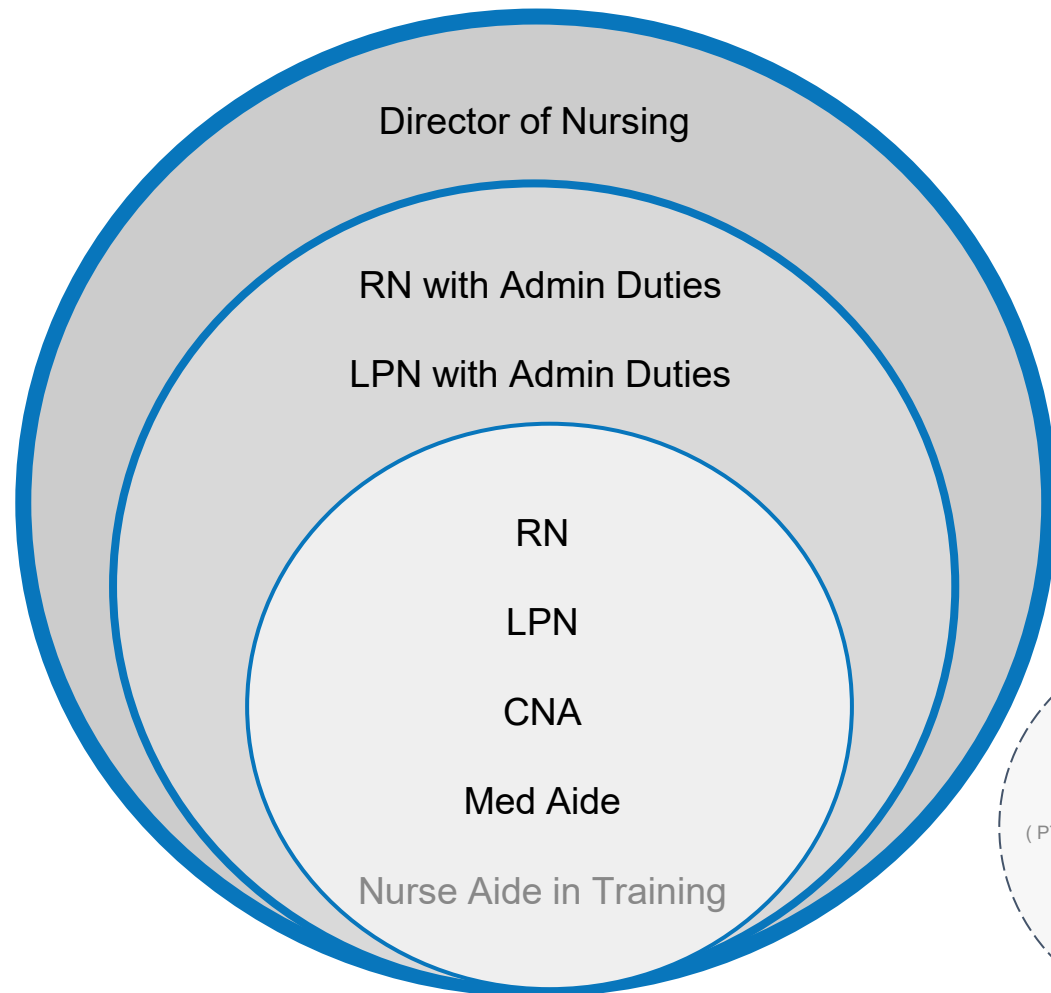 Director of Nursing
RN with Admin Duties
LPN with Admin Duties
RN
LPN
CNA
Med Aide
Nurse Aide in Training